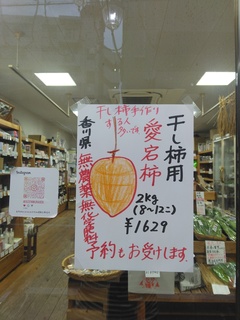 干し柿手作り
する人
干し柿用
愛宕柿
香川県
無農薬無化学肥料
2kg
(8〜12コ)
¥1629
予約もお受けします。
Instagram